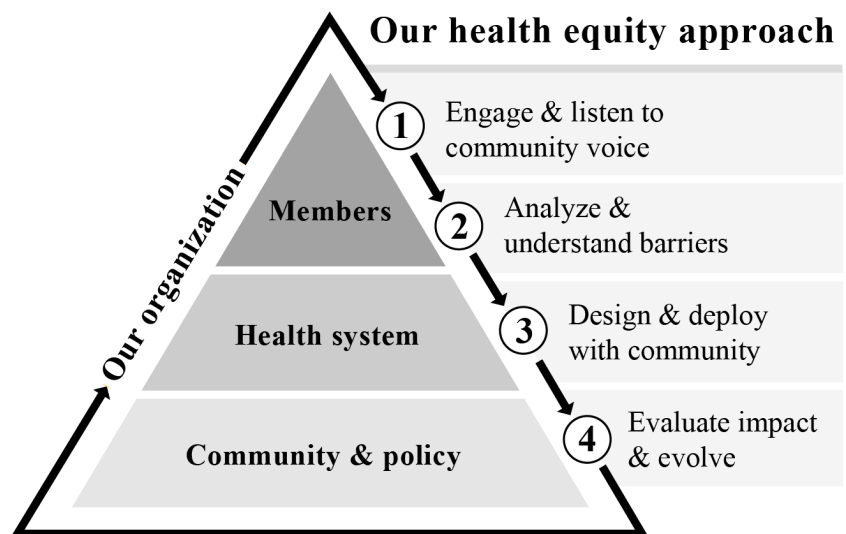 Our health equity approach
1
Engage & listen to
community voice
2
Analyze &
understand barriers
3
Design & deploy
with community
4
Evaluate impact
& evolve
Our organization
Members
Health system
Community & policy